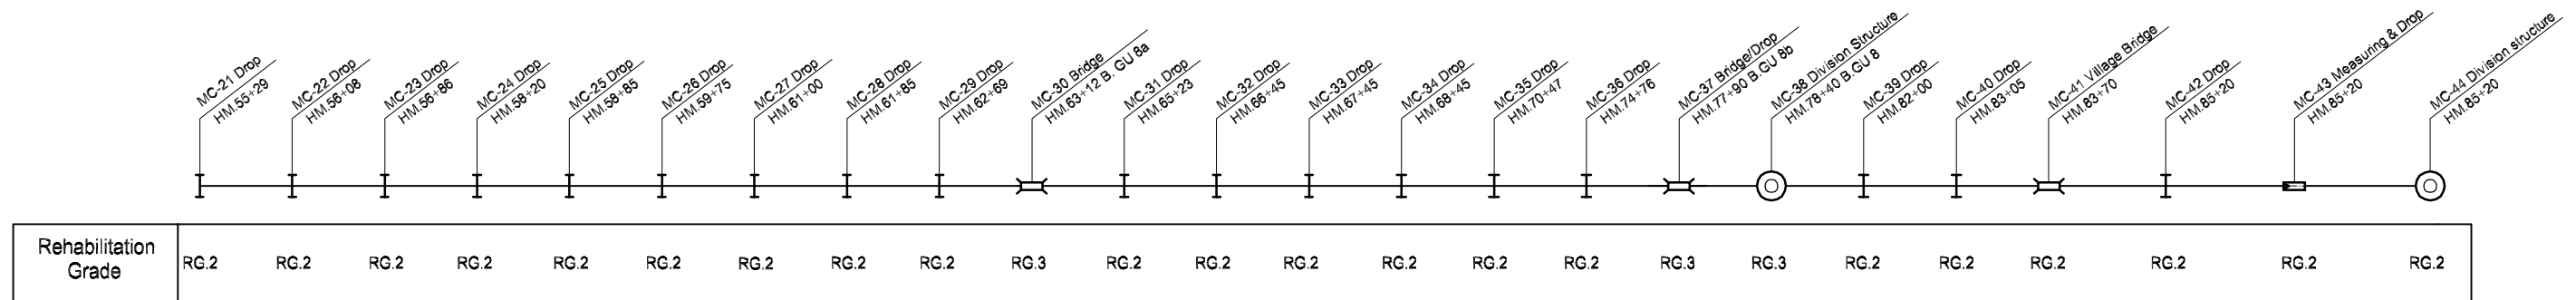 MC-21 Drop
HM.55+29
MC-22 Drop
HM.56+08
MC-23 Drop
HM.56+86
MC-24 Drop
HM.58+20
MC-25 Drop
HM.58+85
MC-26 Drop
HM.59+75
MC-27 Drop
HM.61+00
MC-28 Drop
HM.61+85
MC-29 Drop
HM.62+69
MC-30 Bridge
HM.63+12 B. GU 8a
MC-31 Drop
HM.65+23
MC-32 Drop
HM.66+45
MC-33 Drop
HM.67+45
MC-34 Drop
HM.68+45
MC-35 Drop
HM.70+47
MC-36 Drop
HM.74+76
MC-37 Bridge/Drop
HM.77+90 B.GU 8b
MC-38 Division Structure
HM.78+40 B.GU 8
MC-39 Drop
HM.82+00
MC-40 Drop
HM.83+05
MC-41 Village Bridge
HM.83+70
MC-42 Drop
HM.85+20
MC-43 Measuring & Drop
HM.85+20
MC-44 Division structure
HM.85+20
Rehabilitation
Grade
RG.2 RG.2 RG.2 RG.2 RG.2 RG.2 RG.2 RG.2 RG.2 RG.3 RG.2 RG.2 RG.2 RG.2 RG.2 RG.2 RG.3 RG.3 RG.2 RG.2 RG.2 RG.2 RG.2 RG.2